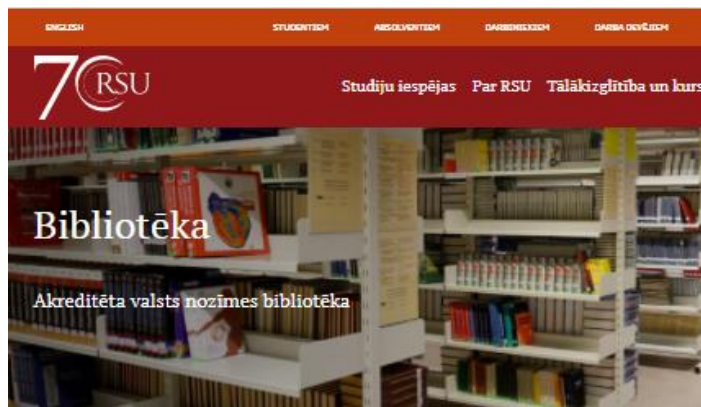 ENGLISH STUDENTIEM ABSOLVENTIEM DARBINIEKIEM DARBA DEVĒJIEM
70 RSU Studiju iespējas Par RSU Tālākizglītība un kurs
Bibliotēka
Akreditēta valsts nozīmes bibliotēka